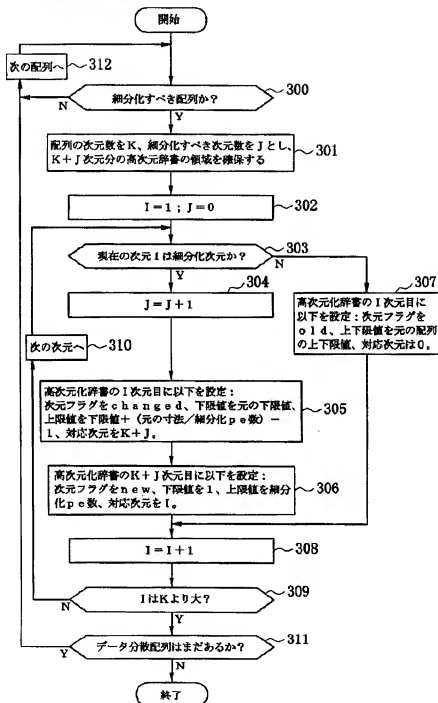 開始
次の配列へ
312
細分化すべき配列か?
300
N
Y
配列の次元数をK、細分化すべき次元数をJとし、
K+J次元分の高次元辞書の領域を確保する
301
I=1;J=0
302
303
現在の次元Iは細分化次元か?
N
Y
304
J=J+1
307
高次元化辞書のI次元目に
以下を設定:次元フラグを
old、上下限値を元の配列
の上下限値、対応次元は0。
次の次元へ
310
高次元化辞書のI次元目に以下を設定:
次元フラグをchanged、下限値を元の下限値、
上限値を下限値+(元の寸法/細分化pe数)-
1、対応次元をK+J。
305
高次元化辞書のK+J次元目に以下を設定:
次元フラグをnew、下限値を1、上限値を細分
化pe数、対応次元をI。
306
I=I+1
308
IはKより大?
309
N
Y
データ分散配列はまだあるか?
311
Y
N
終了